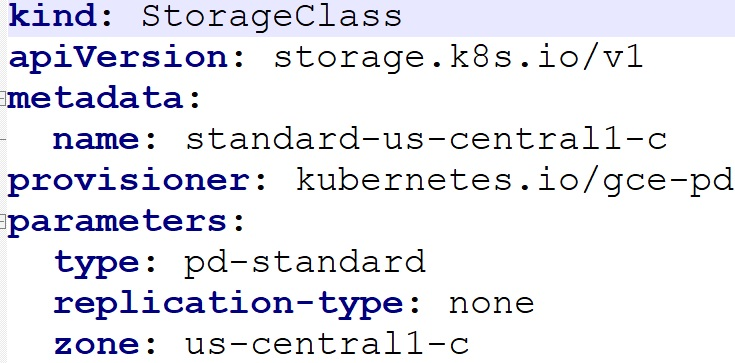 kind: StorageClass
apiVersion: storage.k8s.io/v1
metadata:
  name: standard-us-central1-c
provisioner: kubernetes.io/gce-pd
parameters:
  type: pd-standard
  replication-type: none
  zone: us-central1-c